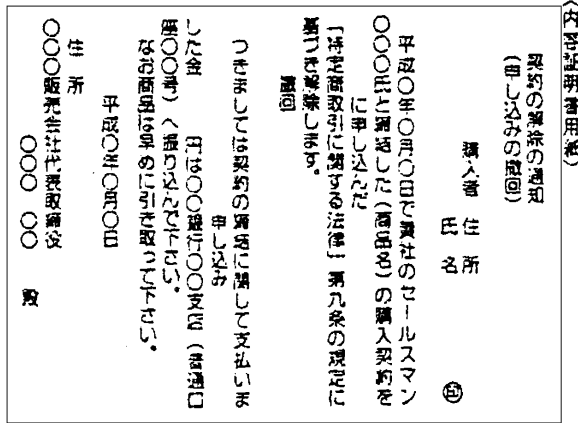 (内容証明書用紙)
契約の解除の通知
(申し込みの撤回)
購入者 住所
氏名 ㊞
平成〇年〇月〇日で貴社のセールスマン
〇〇〇氏と締結した(商品名)の購入契約を
に申し込んだ
「特定商取引に関する法律」第九条の規定に
基づき解除します。
撤回
つきましては契約の締結に関して支払いま
申し込み
した金 円は〇〇銀行〇〇〇支店(普通口
座〇〇〇号)へ振り込んで下さい。
なお商品は早めに引き取って下さい。
平成〇年〇月〇日
住所
〇〇〇販売会社代表取締役
〇〇〇 〇〇 殿